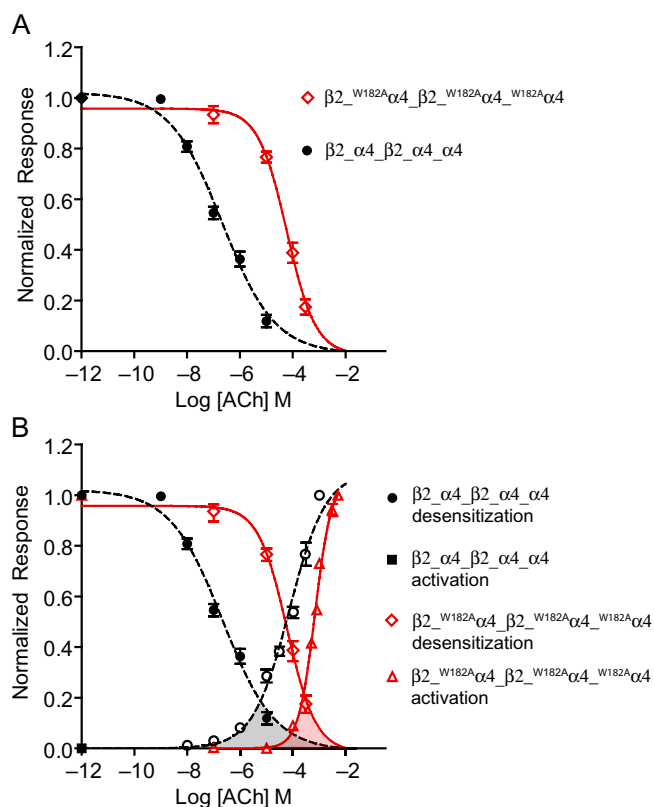 A
1.2
1.0
0.8
0.6
0.4
0.2
0.0
Normalized Response
–12 –10 –8 –6 –4 –2
Log [ACh] M
β2_ᵂ¹⁸²ᴬα4_β2_ᵂ¹⁸²ᴬα4_ᵂ¹⁸²ᴬα4
β2_α4_β2_α4_α4
B
1.2
1.0
0.8
0.6
0.4
0.2
0.0
Normalized Response
–12 –10 –8 –6 –4 –2
Log [ACh] M
β2_α4_β2_α4_α4
desensitization
β2_α4_β2_α4_α4
activation
β2_ᵂ¹⁸²ᴬα4_β2_ᵂ¹⁸²ᴬα4_ᵂ¹⁸²ᴬα4
desensitization
β2_ᵂ¹⁸²ᴬα4_β2_ᵂ¹⁸²ᴬα4_ᵂ¹⁸²ᴬα4
activation